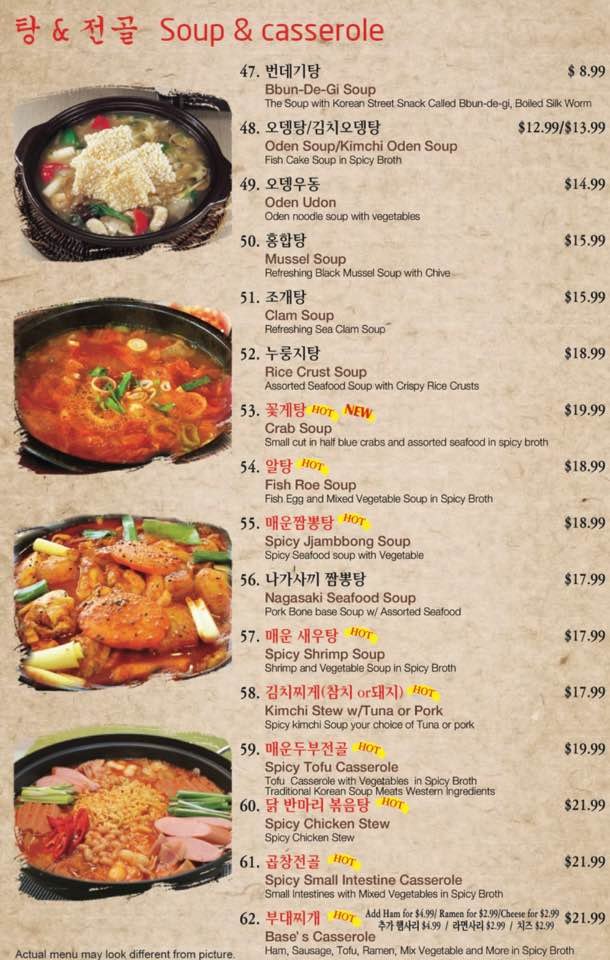 탕 & 전골 Soup & casserole
47. 번데기탕 $ 8.99
Bbun-De-Gi Soup
The Soup with Korean Street Snack Called Bbun-de-gi, Boiled Silk Worm
48. 오뎅탕/김치오뎅탕 $12.99/$13.99
Oden Soup/Kimchi Oden Soup
Fish Cake Soup in Spicy Broth
49. 오뎅우동 $14.99
Oden Udon
Oden noodle soup with vegetables
50. 홍합탕 $15.99
Mussel Soup
Refreshing Black Mussel Soup with Chive
51. 조개탕 $15.99
Clam Soup
Refreshing Sea Clam Soup
52. 누룽지탕 $18.99
Rice Crust Soup
Assorted Seafood Soup with Crispy Rice Crusts
53. 꽃게탕 HOT NEW $19.99
Crab Soup
Small cut in half blue crabs and assorted seafood in spicy broth
54. 알탕 HOT $18.99
Fish Roe Soup
Fish Egg and Mixed Vegetable Soup in Spicy Broth
55. 매운짬뽕탕 HOT $18.99
Spicy Jjambbong Soup
Spicy Seafood soup with Vegetable
56. 나가사끼 짬뽕탕 $17.99
Nagasaki Seafood Soup
Pork Bone base Soup w/ Assorted Seafood
57. 매운 새우탕 HOT $17.99
Spicy Shrimp Soup
Shrimp and Vegetable Soup in Spicy Broth
58. 김치찌게(참치 or돼지) HOT $17.99
Kimchi Stew w/Tuna or Pork
Spicy kimchi Soup your choice of Tuna or pork
59. 매운두부전골 HOT $19.99
Spicy Tofu Casserole
Tofu Casserole with Vegetables in Spicy Broth
Traditional Korean Soup Meats Western Ingredients
60. 닭 반마리 볶음탕 HOT $21.99
Spicy Chicken Stew
Spicy Chicken Stew
61. 곱창전골 HOT $21.99
Spicy Small Intestine Casserole
Small Intestines with Mixed Vegetables in Spicy Broth
62. 부대찌개 HOT Add Ham for $4.99/ Ramen for $2.99/Cheese for $2.99 $21.99
추가 햄사리 $4.99 / 라면사리 $2.99 / 치즈 $2.99
Base' s Casserole
Ham, Sausage, Tofu, Ramen, Mix Vegetable and More in Spicy Broth
Actual menu may look different from picture.